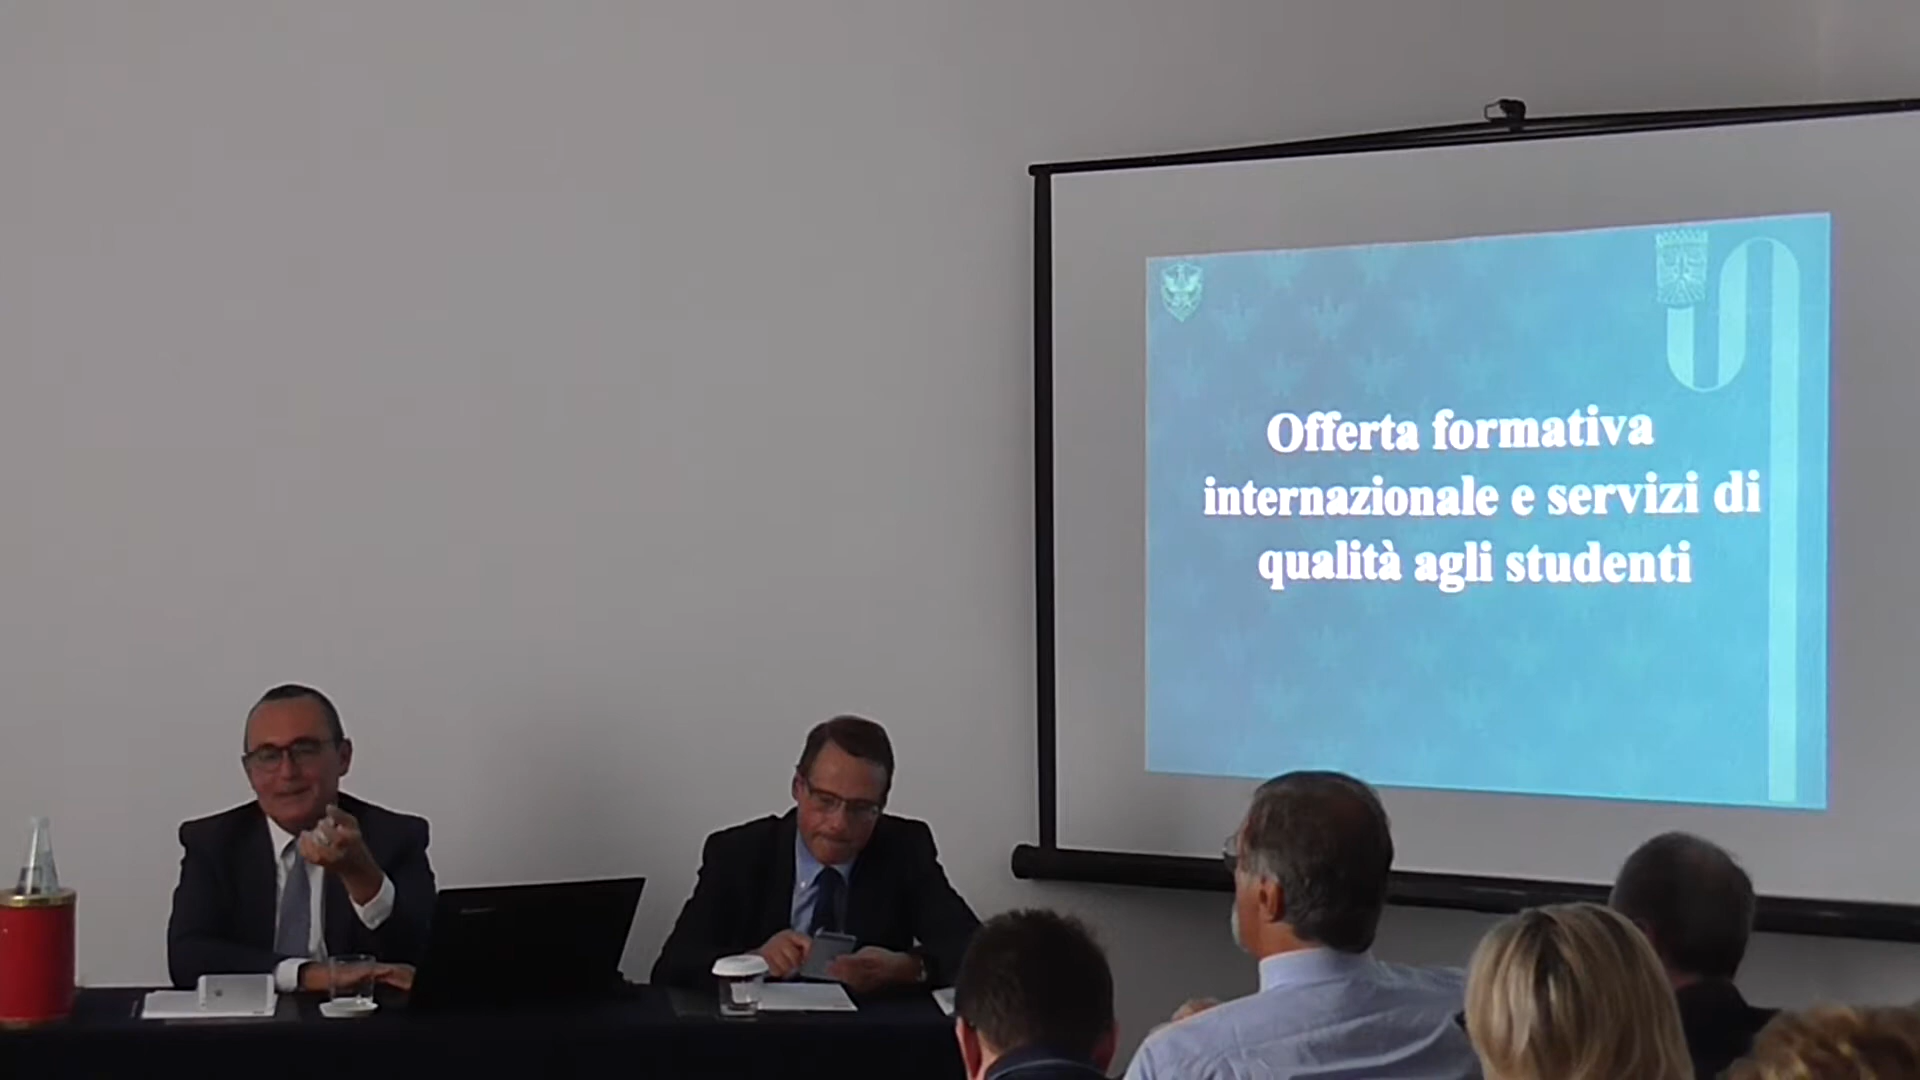 Offerta formativa
internazionale e servizi di
qualità agli studenti